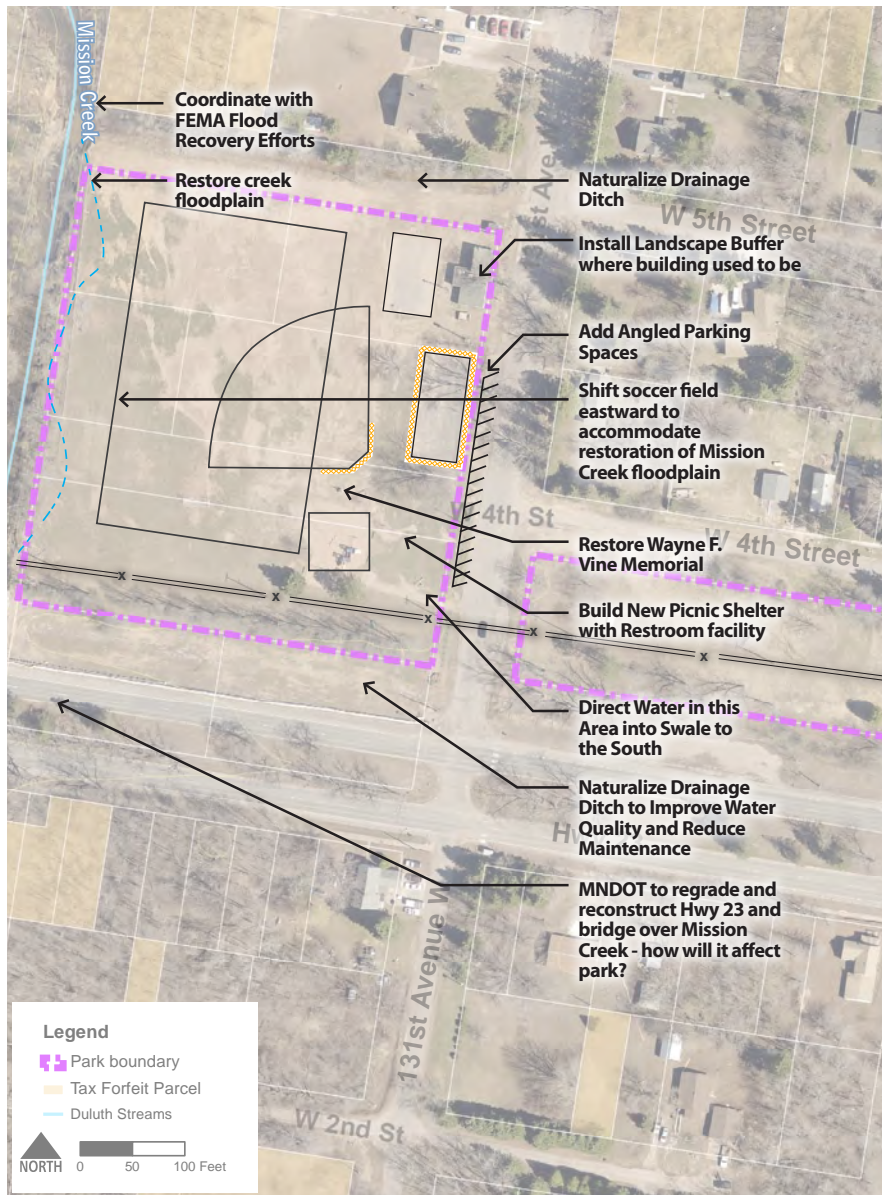 Mission Creek
Coordinate with
FEMA Flood
Recovery Efforts
Restore creek
floodplain
Naturalize Drainage
Ditch
W 5th Street
Install Landscape Buffer
where building used to be
Add Angled Parking
Spaces
Shift soccer field
eastward to
accommodate
restoration of Mission
Creek floodplain
W 4th St
W 4th Street
Restore Wayne F.
Vine Memorial
Build New Picnic Shelter
with Restroom facility
x
x
x
x
x
Direct Water in this
Area into Swale to
the South
Naturalize Drainage
Ditch to Improve Water
Quality and Reduce
Maintenance
MNDOT to regrade and
reconstruct Hwy 23 and
bridge over Mission
Creek - how will it affect
park?
131st Avenue W
W 2nd St
Legend
Park boundary
Tax Forfeit Parcel
Duluth Streams
NORTH
0 50 100 Feet